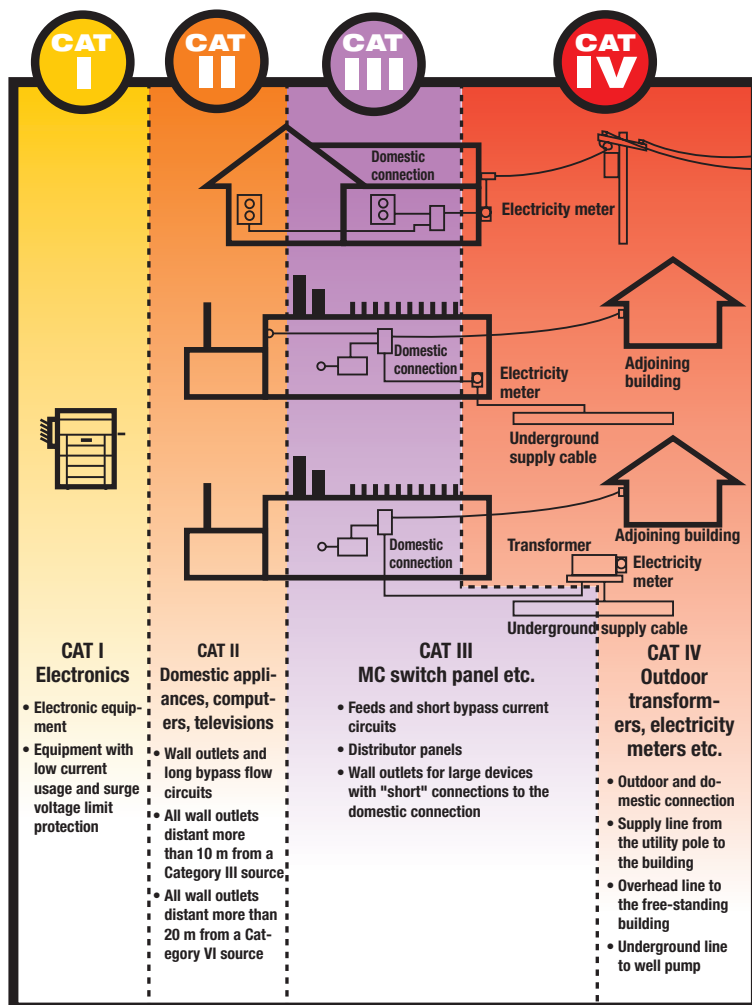 CAT
I
CAT
II
CAT
III
CAT
IV
Domestic
connection
Electricity meter
Domestic
connection
Electricity
meter
Adjoining
building
Underground
supply cable
Domestic
connection
Transformer
Adjoining building
Electricity
meter
Underground supply cable
CAT I
Electronics
• Electronic equip-
ment
• Equipment with
low current
usage and surge
voltage limit
protection
CAT II
Domestic appli-
ances, comput-
ers, televisions
• Wall outlets and
long bypass flow
circuits
• All wall outlets
distant more
than 10 m from a
Category III source
• All wall outlets
distant more than
20 m from a Cat-
egory VI source
CAT III
MC switch panel etc.
• Feeds and short bypass current
circuits
• Distributor panels
• Wall outlets for large devices
with "short" connections to the
domestic connection
CAT IV
Outdoor
transform-
ers, electricity
meters etc.
• Outdoor and do-
mestic connection
• Supply line from
the utility pole to
the building
• Overhead line to
the free-standing
building
• Underground line
to well pump